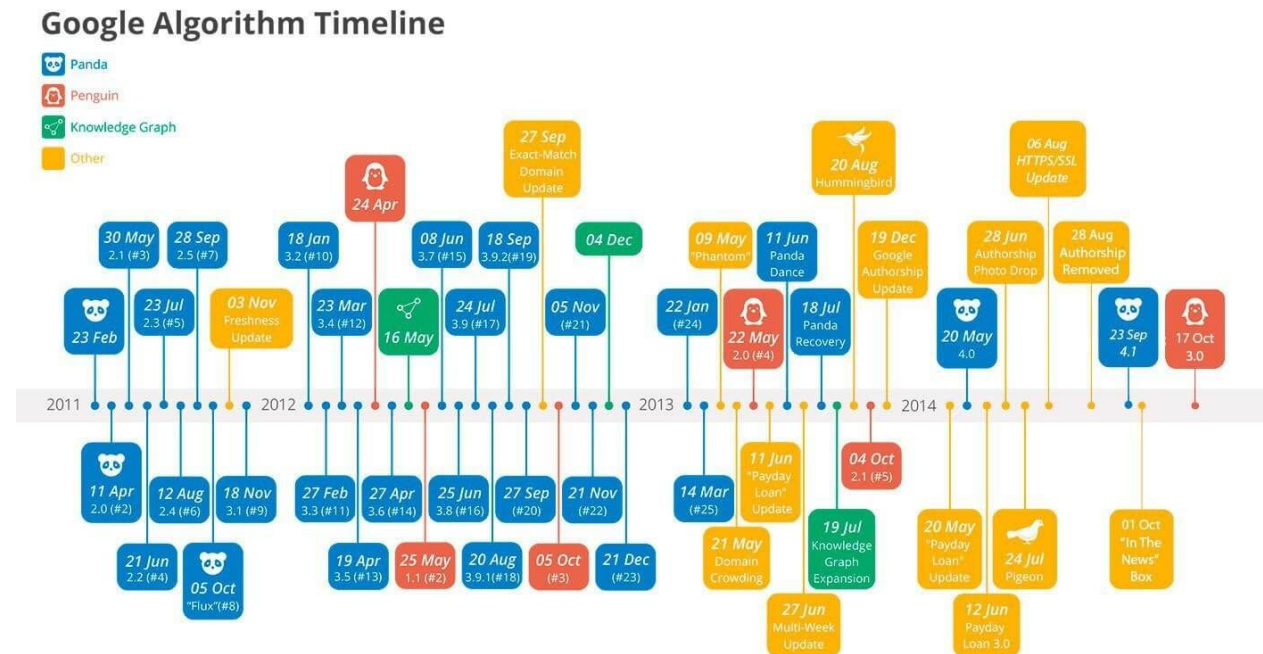 Google Algorithm Timeline
Panda
Penguin
Knowledge Graph
Other
27 Sep
Exact-Match
Domain
Update
20 Aug
Hummingbird
06 Aug
HTTPS/SSL
Update
24 Apr
30 May
2.1 (#3)
28 Sep
2.5 (#7)
18 Jan
3.2 (#10)
08 Jun
3.7 (#15)
18 Sep
3.9.2(#19)
04 Dec
09 May
"Phantom"
11 Jun
Panda
Dance
19 Dec
Google
Authorship
Update
28 Jun
Authorship
Photo Drop
28 Aug
Authorship
Removed
23 Feb
23 Jul
2.3 (#5)
03 Nov
Freshness
Update
23 Mar
3.4 (#12)
16 May
24 Jul
3.9 (#17)
05 Nov
(#21)
22 Jan
(#24)
22 May
2.0 (#4)
18 Jul
Panda
Recovery
20 May
4.0
23 Sep
4.1
17 Oct
3.0
2011
2012
2013
2014
11 Apr
2.0 (#2)
12 Aug
2.4 (#6)
18 Nov
3.1 (#9)
27 Feb
3.3 (#11)
27 Apr
3.6 (#14)
25 Jun
3.8 (#16)
27 Sep
(#20)
21 Nov
(#22)
14 Mar
(#25)
11 Jun
"Payday
Loan"
Update
04 Oct
2.1 (#5)
21 Jun
2.2 (#4)
05 Oct
"Flux"(#8)
19 Apr
3.5 (#13)
25 May
1.1 (#2)
20 Aug
3.9.1(#18)
05 Oct
(#3)
21 Dec
(#23)
21 May
Domain
Crowding
19 Jul
Knowledge
Graph
Expansion
20 May
"Payday
Loan"
Update
24 Jul
Pigeon
01 Oct
"In The
News"
Box
27 Jun
Multi-Week
Update
12 Jun
Payday
Loan 3.0